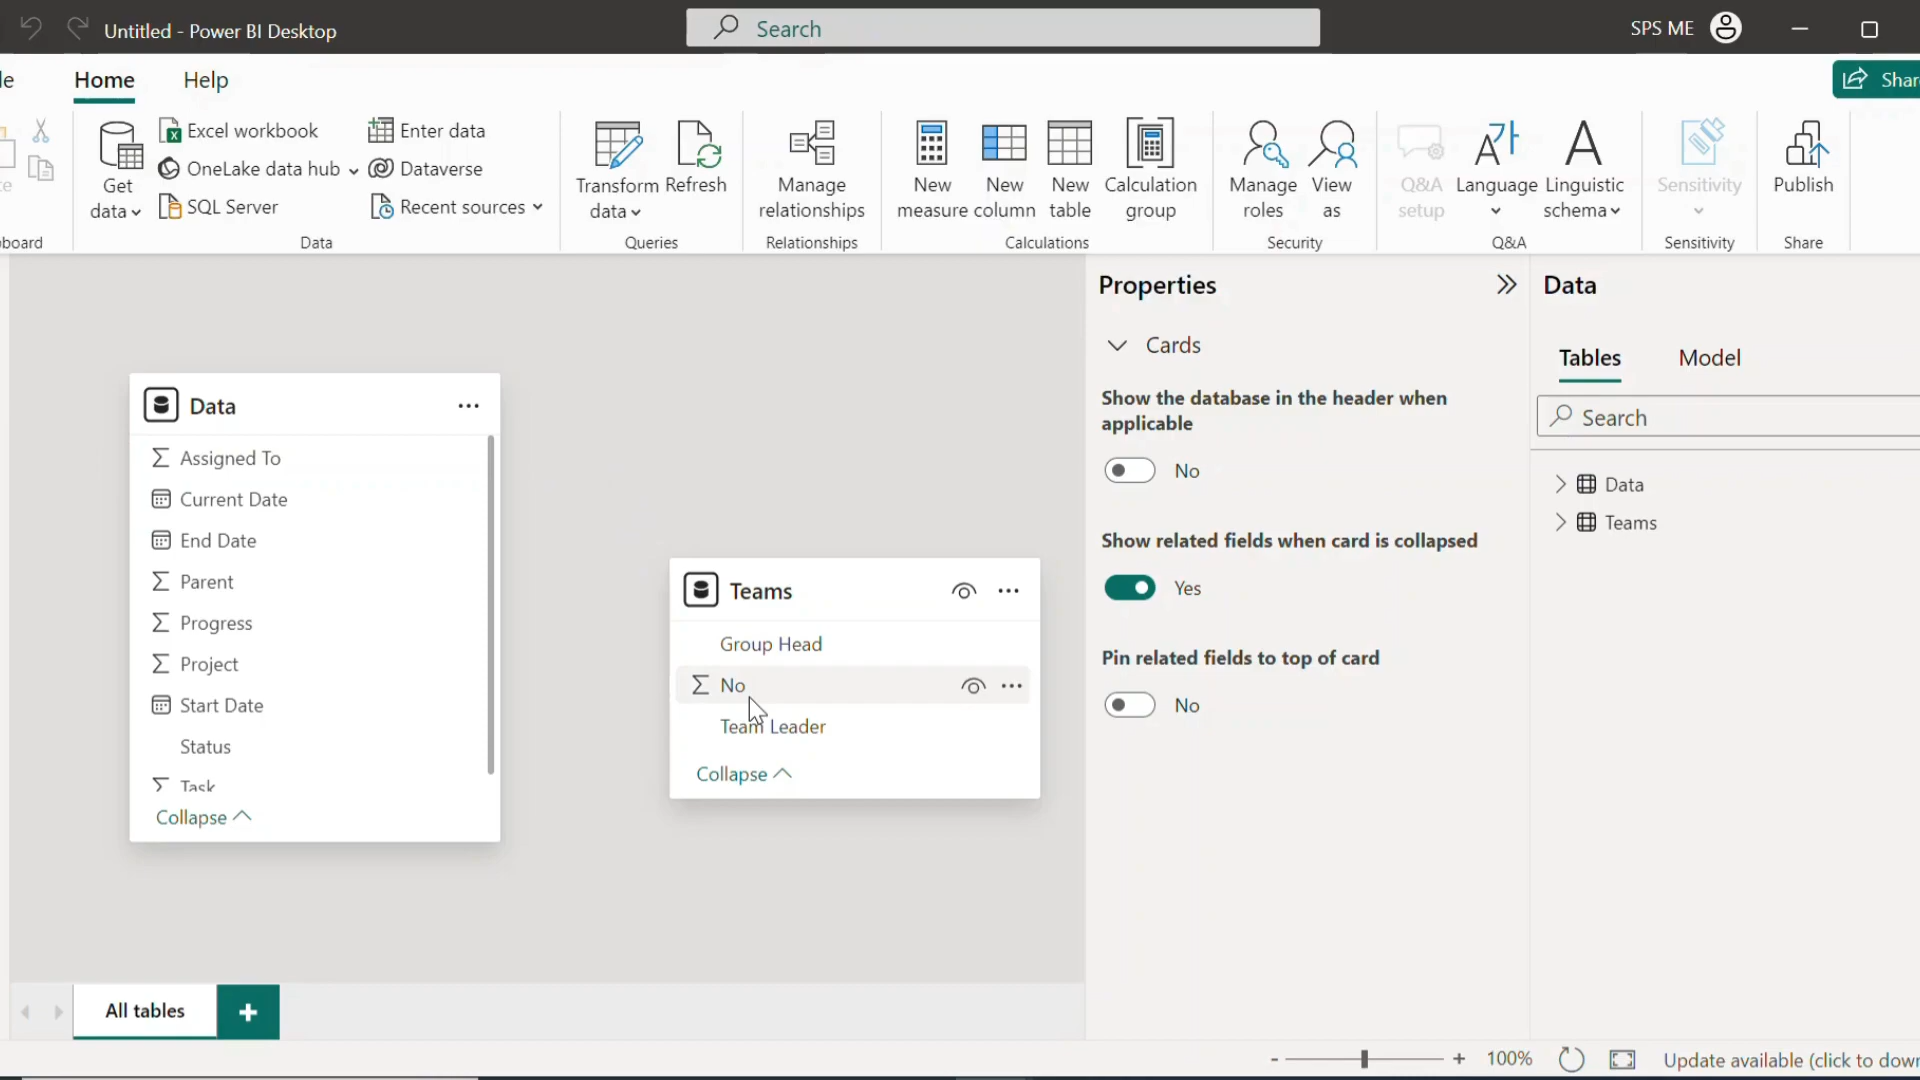 Untitled - Power BI Desktop
Search
SPS ME
le
Home
Help
Shar
Excel workbook
OneLake data hub
SQL Server
Enter data
Dataverse
Recent sources
Get
data
Transform
data
Refresh
Manage
relationships
New
measure
New
column
New
table
Calculation
group
Manage
roles
View
as
Q&A
setup
Language
Linguistic
schema
Sensitivity
Publish
board
Data
Queries
Relationships
Calculations
Security
Q&A
Sensitivity
Share
Data
Assigned To
Current Date
End Date
Parent
Progress
Project
Start Date
Status
Task
Collapse
Teams
Group Head
No
Team Leader
Collapse
Properties
Cards
Show the database in the header when
applicable
No
Show related fields when card is collapsed
Yes
Pin related fields to top of card
No
Data
Tables
Model
Search
Data
Teams
All tables
100%
Update available (click to down